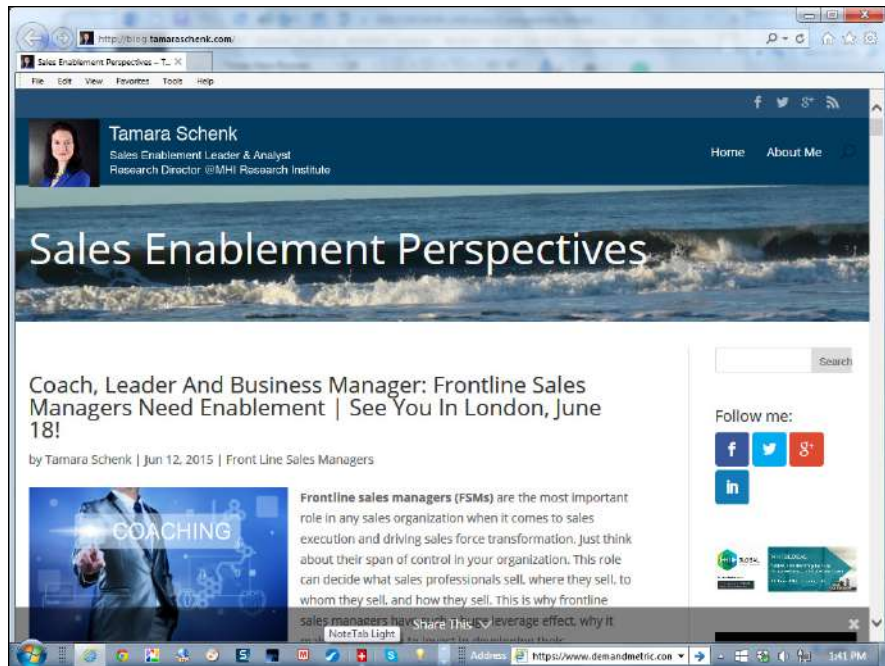 http://blog.tamaraschenk.com/
Sales Enablement Perspectives – T...
File Edit View Favorites Tools Help
Tamara Schenk
Sales Enablement Leader & Analyst
Research Director @MHI Research Institute
Home About Me
Sales Enablement Perspectives
Search
Coach, Leader And Business Manager: Frontline Sales
Managers Need Enablement | See You In London, June
18!
by Tamara Schenk | Jun 12, 2015 | Front Line Sales Managers
Follow me:
COACHING
Frontline sales managers (FSMs) are the most important
role in any sales organization when it comes to sales
execution and driving sales force transformation. Just think
about their span of control in your organization. This role
can decide what sales professionals sell, where they sell, to
whom they sell, and how they sell. This is why frontline
sales managers have such a huge leverage effect, why it
Share This
NoteTab Light
Address https://www.demandmetric.con
1:41 PM